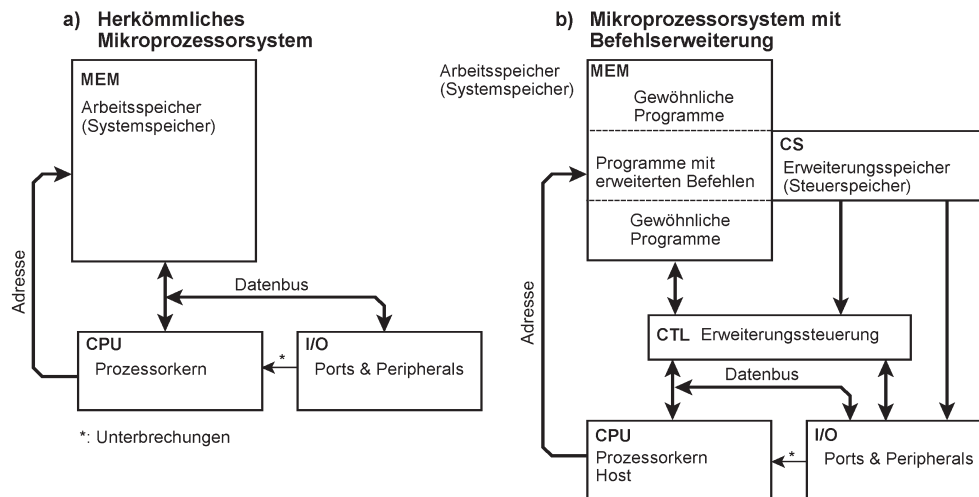 a) Herkömmliches
Mikroprozessorsystem
MEM
Arbeitsspeicher
(Systemspeicher)
Adresse
Datenbus
CPU
Prozessorkern
*
I/O
Ports & Peripherals
*: Unterbrechungen
b) Mikroprozessorsystem mit
Befehlserweiterung
Arbeitsspeicher
(Systemspeicher)
MEM
Gewöhnliche
Programme
Programme mit
erweiterten Befehlen
Gewöhnliche
Programme
CS
Erweiterungsspeicher
(Steuerspeicher)
Adresse
CTL Erweiterungssteuerung
Datenbus
CPU
Prozessorkern
Host
*
I/O
Ports & Peripherals